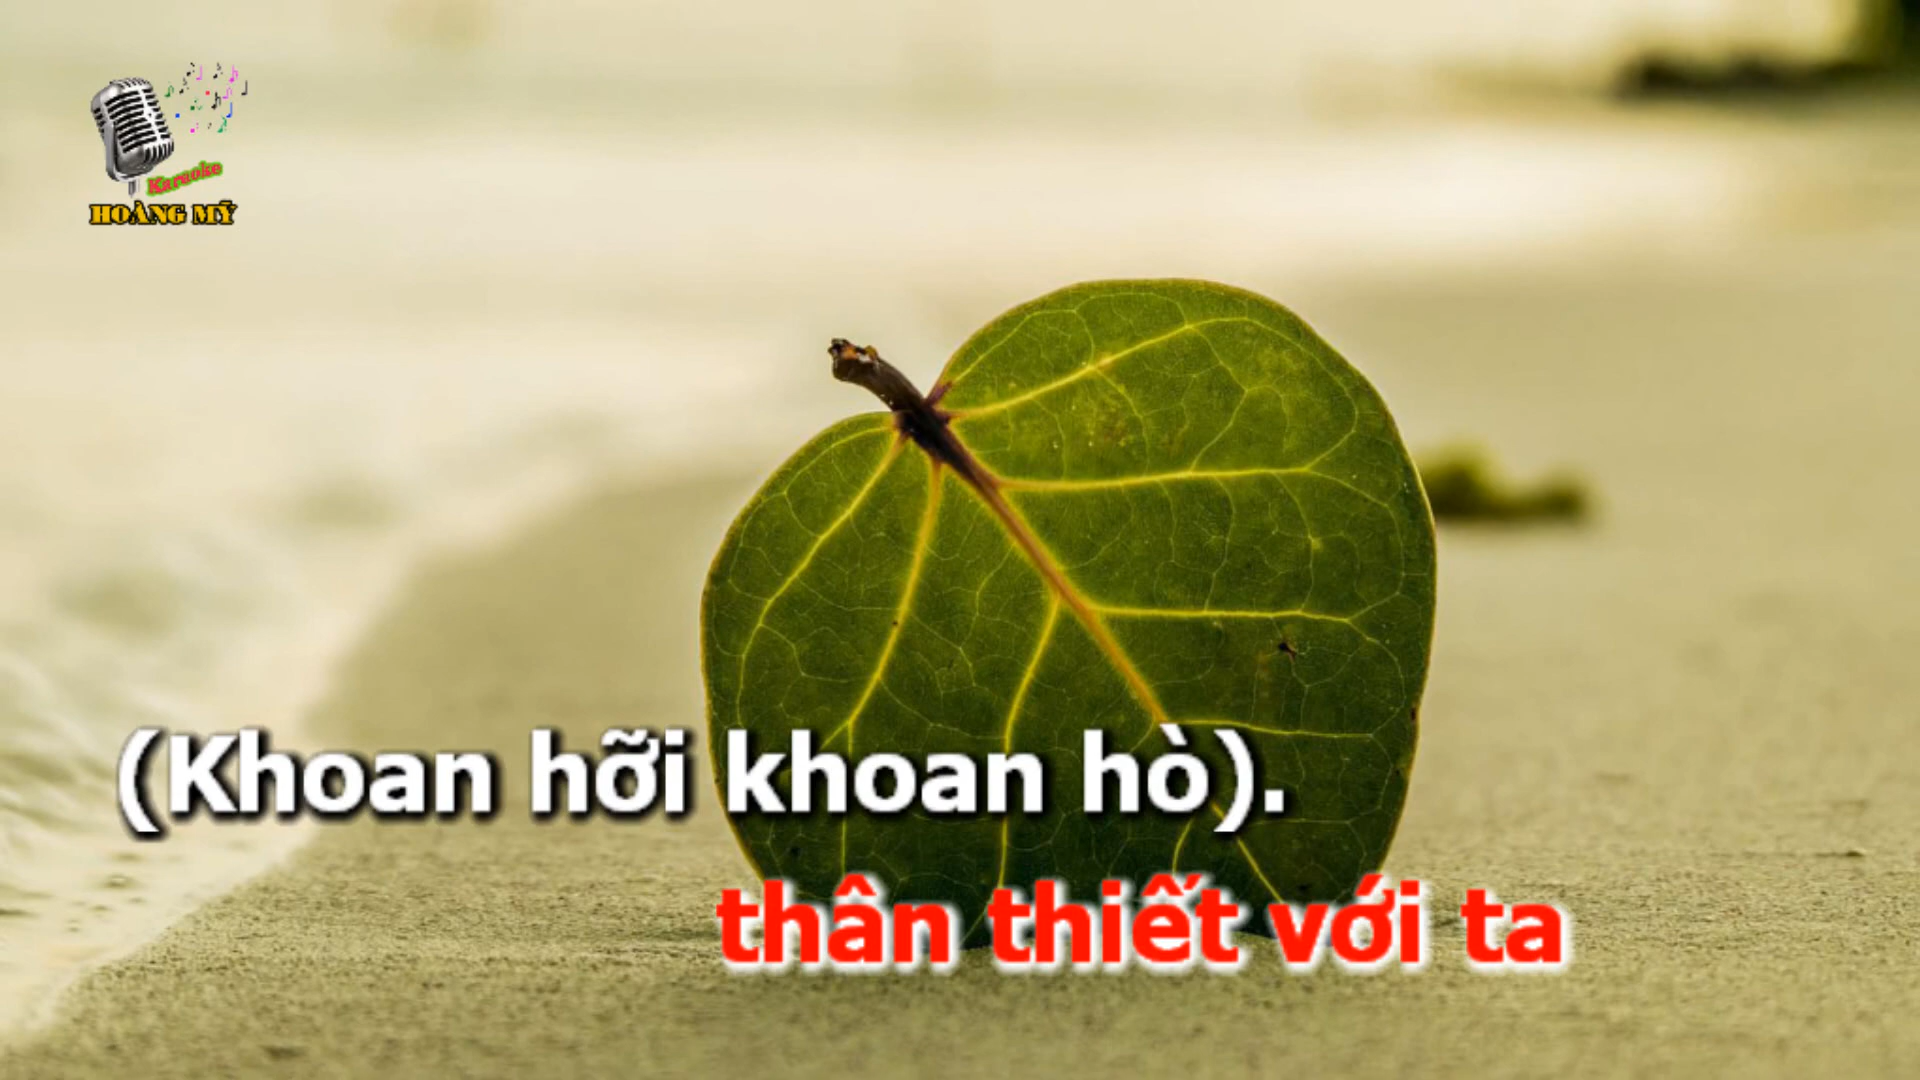 Karaoke
HOÀNG MỸ
(Khoan hỡi khoan hò).
thân thiết với ta